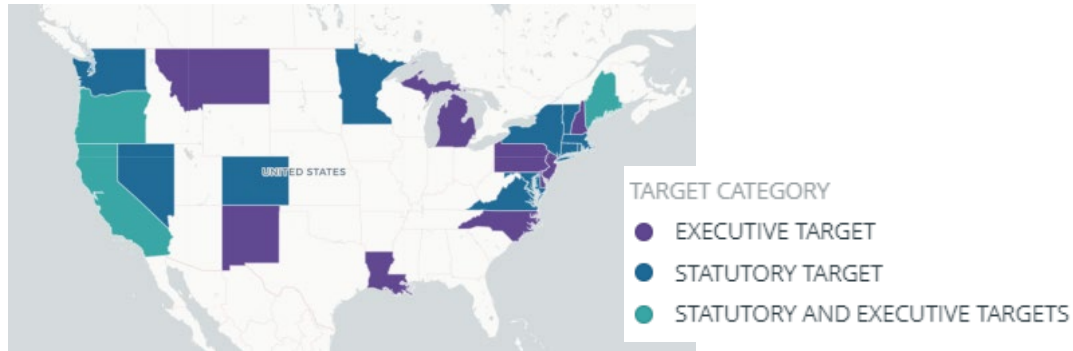 UNITED STATES
TARGET CATEGORY
EXECUTIVE TARGET
STATUTORY TARGET
STATUTORY AND EXECUTIVE TARGETS